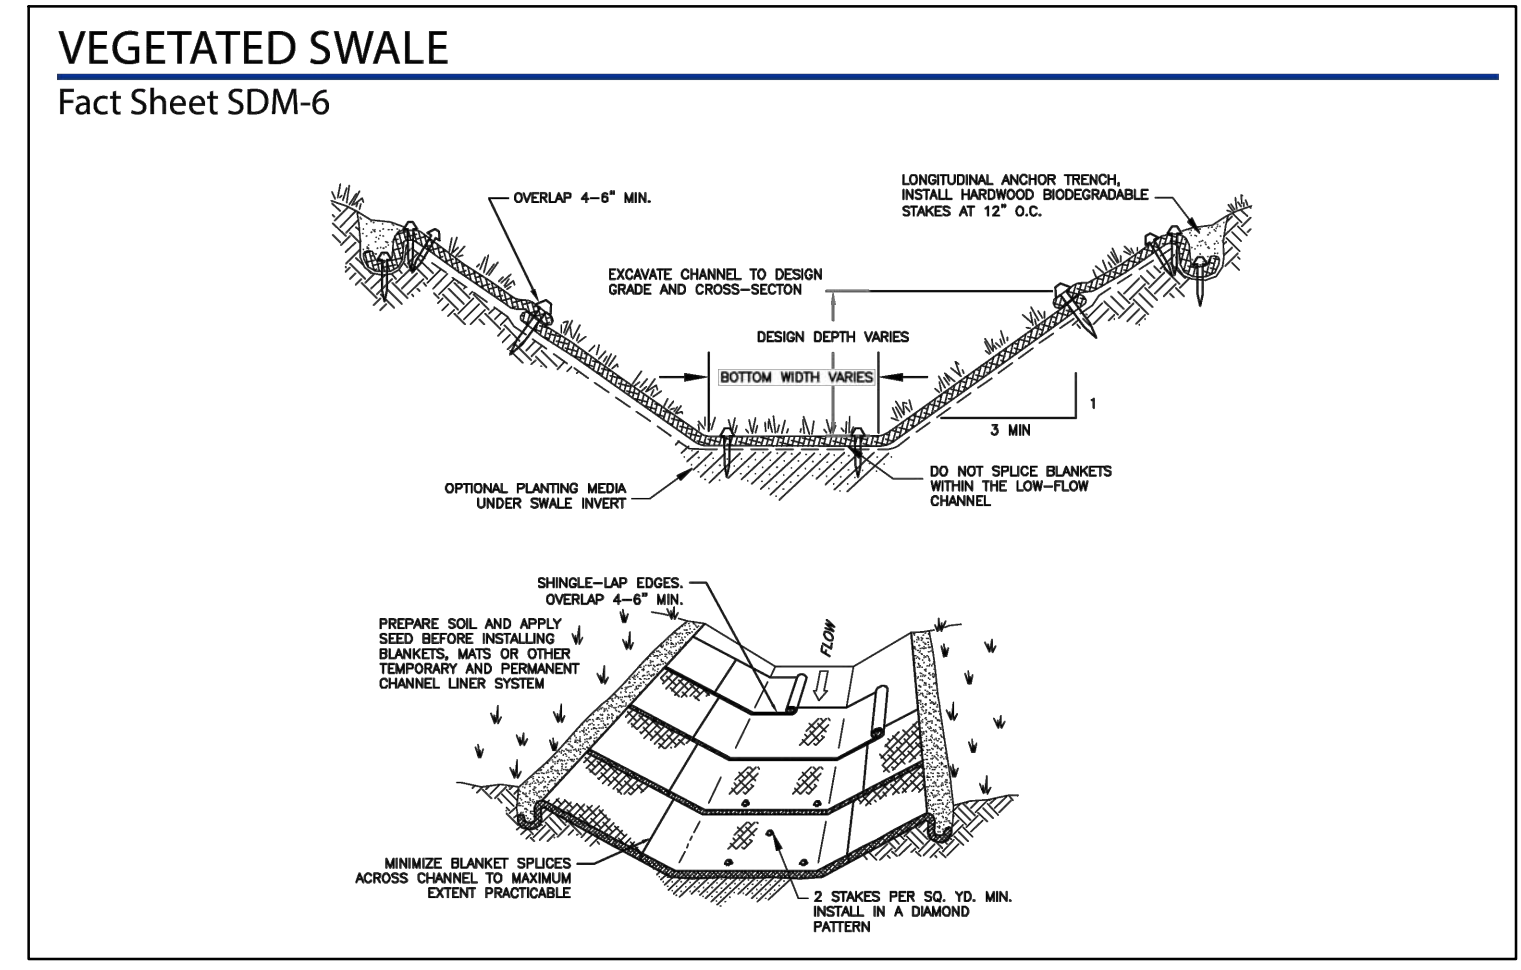 VEGETATED SWALE
Fact Sheet SDM-6
OVERLAP 4-6" MIN.
LONGITUDINAL ANCHOR TRENCH,
INSTALL HARDWOOD BIODEGRADABLE
STAKES AT 12" O.C.
EXCAVATE CHANNEL TO DESIGN
GRADE AND CROSS-SECTON
DESIGN DEPTH VARIES
BOTTOM WIDTH VARIES
1
3 MIN
DO NOT SPLICE BLANKETS
WITHIN THE LOW-FLOW
CHANNEL
OPTIONAL PLANTING MEDIA
UNDER SWALE INVERT
SHINGLE-LAP EDGES.
OVERLAP 4-6" MIN.
PREPARE SOIL AND APPLY
SEED BEFORE INSTALLING
BLANKETS, MATS OR OTHER
TEMPORARY AND PERMANENT
CHANNEL LINER SYSTEM
FLOW
MINIMIZE BLANKET SPLICES
ACROSS CHANNEL TO MAXIMUM
EXTENT PRACTICABLE
2 STAKES PER SQ. YD. MIN.
INSTALL IN A DIAMOND
PATTERN